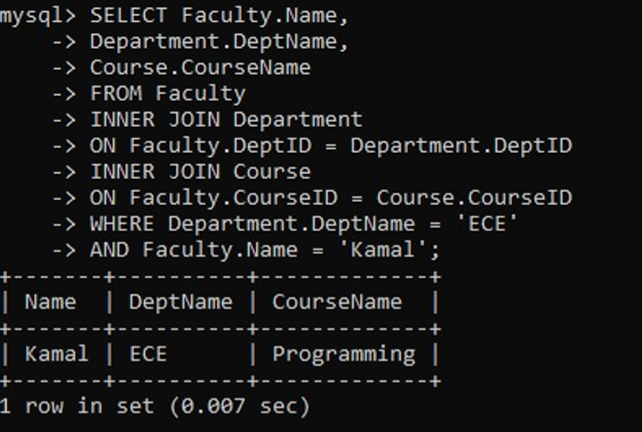 mysql> SELECT Faculty.Name,
    -> Department.DeptName,
    -> Course.CourseName
    -> FROM Faculty
    -> INNER JOIN Department
    -> ON Faculty.DeptID = Department.DeptID
    -> INNER JOIN Course
    -> ON Faculty.CourseID = Course.CourseID
    -> WHERE Department.DeptName = 'ECE'
    -> AND Faculty.Name = 'Kamal';
+-------+----------+-------------+
| Name  | DeptName | CourseName  |
+-------+----------+-------------+
| Kamal | ECE      | Programming |
+-------+----------+-------------+
1 row in set (0.007 sec)